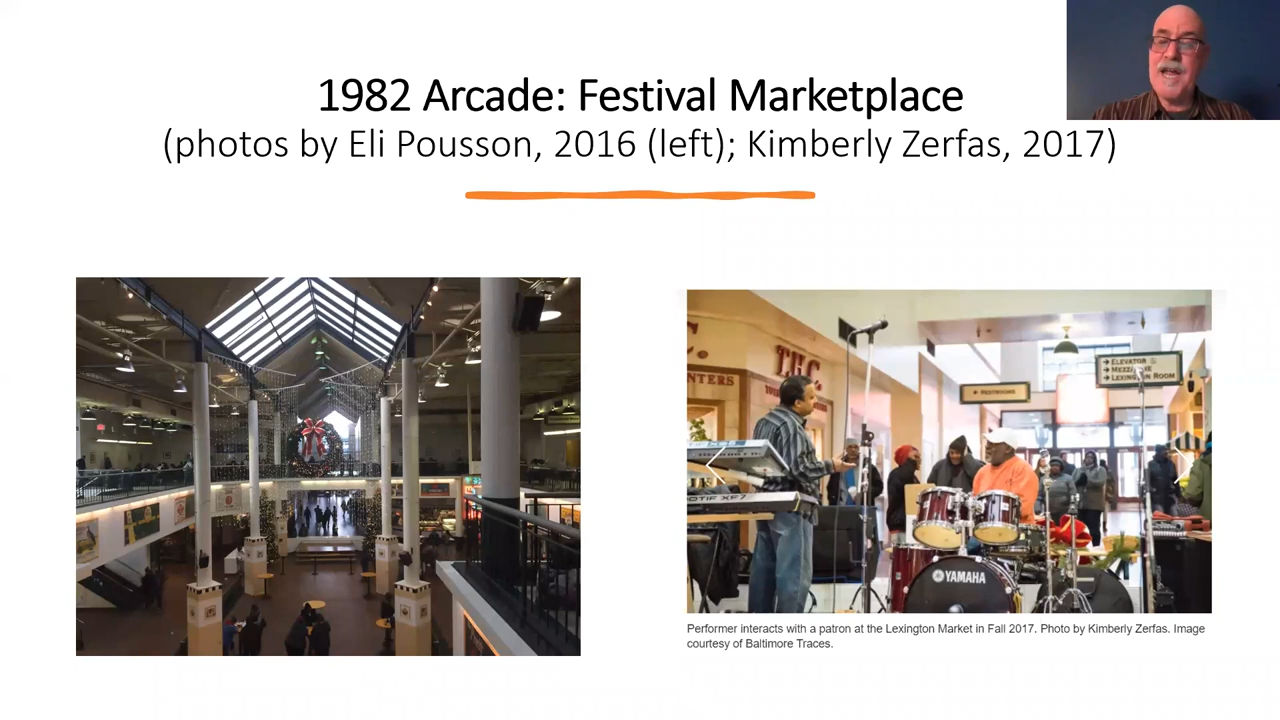 1982 Arcade: Festival Marketplace
(photos by Eli Pousson, 2016 (left); Kimberly Zerfas, 2017)
RESTROOMS
ELEVATOR
MEZZANINE
LEXINGTON ROOM
YAMAHA
Performer interacts with a patron at the Lexington Market in Fall 2017. Photo by Kimberly Zerfas. Image
courtesy of Baltimore Traces.